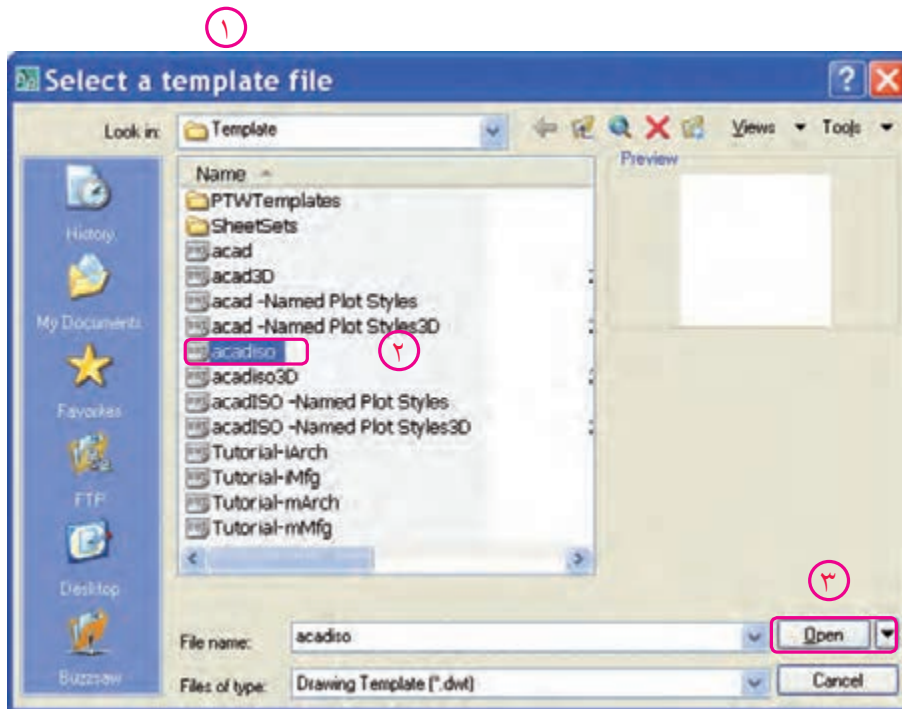 ۱
Select a template file
Look in: Template Views Tools
Name
Preview
PTWTemplates
SheetSets
acad
acad3D
acad -Named Plot Styles
acad -Named Plot Styles3D
acadiso
۲
acadiso3D
acadISO -Named Plot Styles
acadISO -Named Plot Styles3D
Tutorial-iArch
Tutorial-iMfg
Tutorial-mArch
Tutorial-mMfg
History
My Documents
Favorites
FTP
Desktop
Buzzsaw
۳
File name: acadiso Open
Files of type: Drawing Template (*.dwt) Cancel